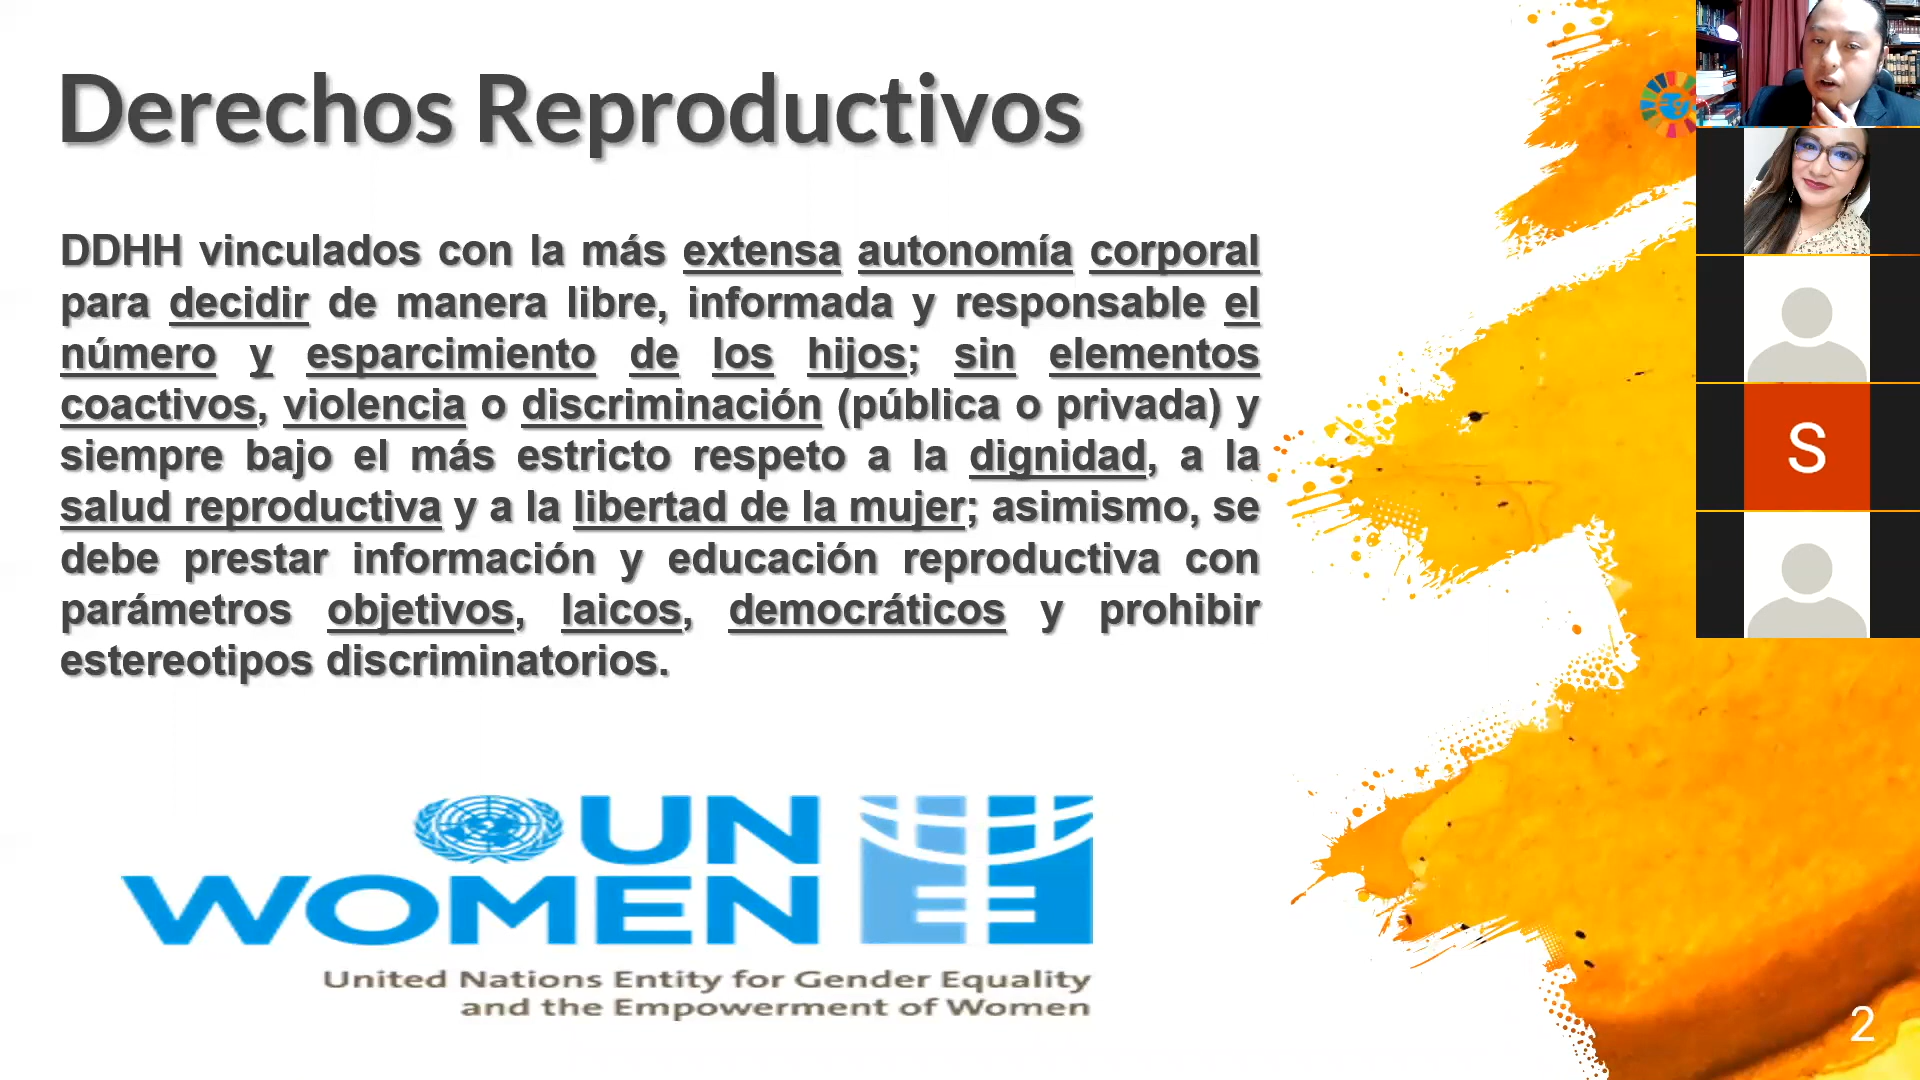 Derechos Reproductivos
DDHH vinculados con la más extensa autonomía corporal
para decidir de manera libre, informada y responsable el
número y esparcimiento de los hijos; sin elementos
coactivos, violencia o discriminación (pública o privada) y
siempre bajo el más estricto respeto a la dignidad, a la
salud reproductiva y a la libertad de la mujer; asimismo, se
debe prestar información y educación reproductiva con
parámetros objetivos, laicos, democráticos y prohibir
estereotipos discriminatorios.
UN
WOMEN
United Nations Entity for Gender Equality
and the Empowerment of Women
S
2